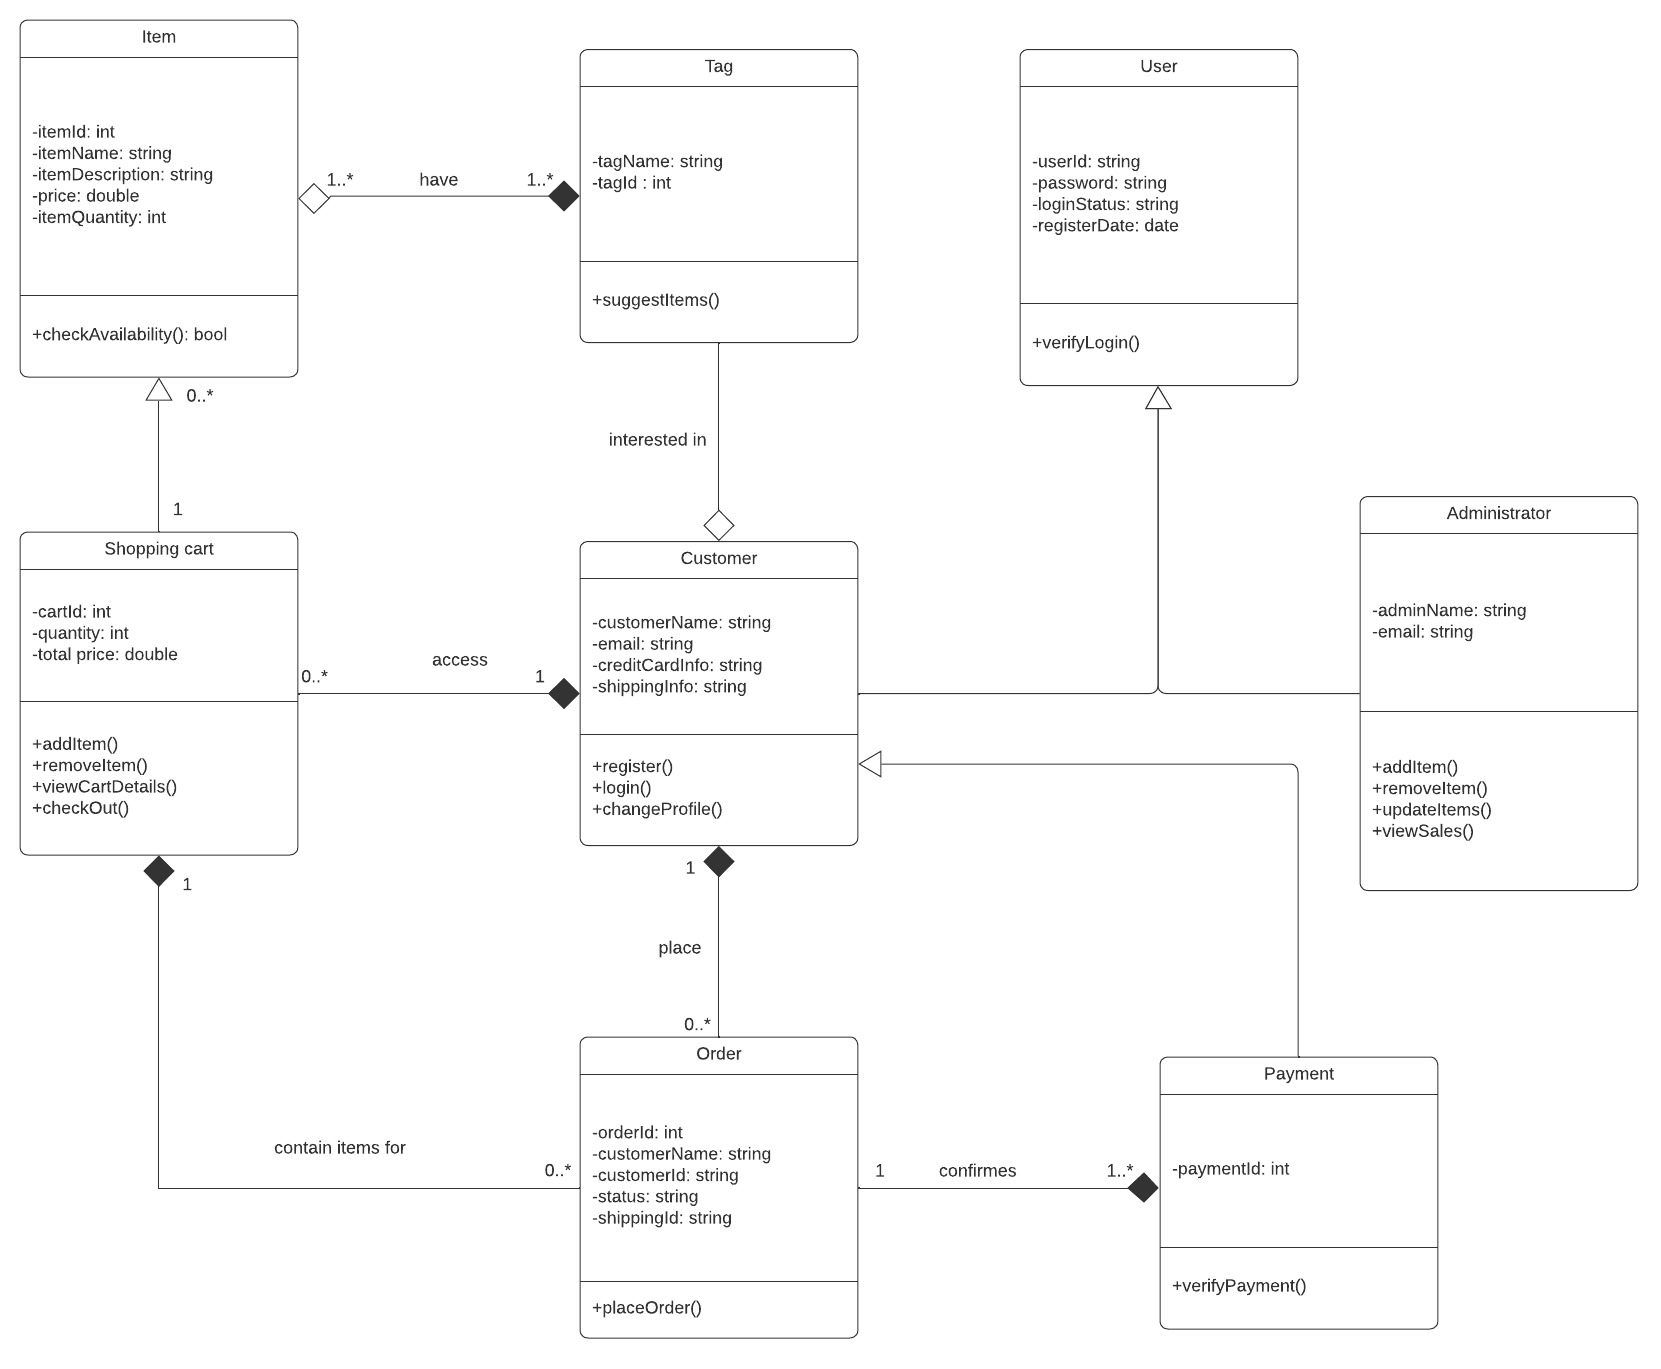 Item
-itemId: int
-itemName: string
-itemDescription: string
-price: double
-itemQuantity: int
+checkAvailability(): bool
1..*
have
1..*
Tag
-tagName: string
-tagId : int
+suggestItems()
User
-userId: string
-password: string
-loginStatus: string
-registerDate: date
+verifyLogin()
0..*
1
interested in
Shopping cart
-cartId: int
-quantity: int
-total price: double
+addItem()
+removeItem()
+viewCartDetails()
+checkOut()
0..*
access
1
Customer
-customerName: string
-email: string
-creditCardInfo: string
-shippingInfo: string
+register()
+login()
+changeProfile()
Administrator
-adminName: string
-email: string
+addItem()
+removeItem()
+updateItems()
+viewSales()
1
1
place
0..*
contain items for
0..*
Order
-orderId: int
-customerName: string
-customerId: string
-status: string
-shippingId: string
+placeOrder()
1
confirmes
1..*
Payment
-paymentId: int
+verifyPayment()